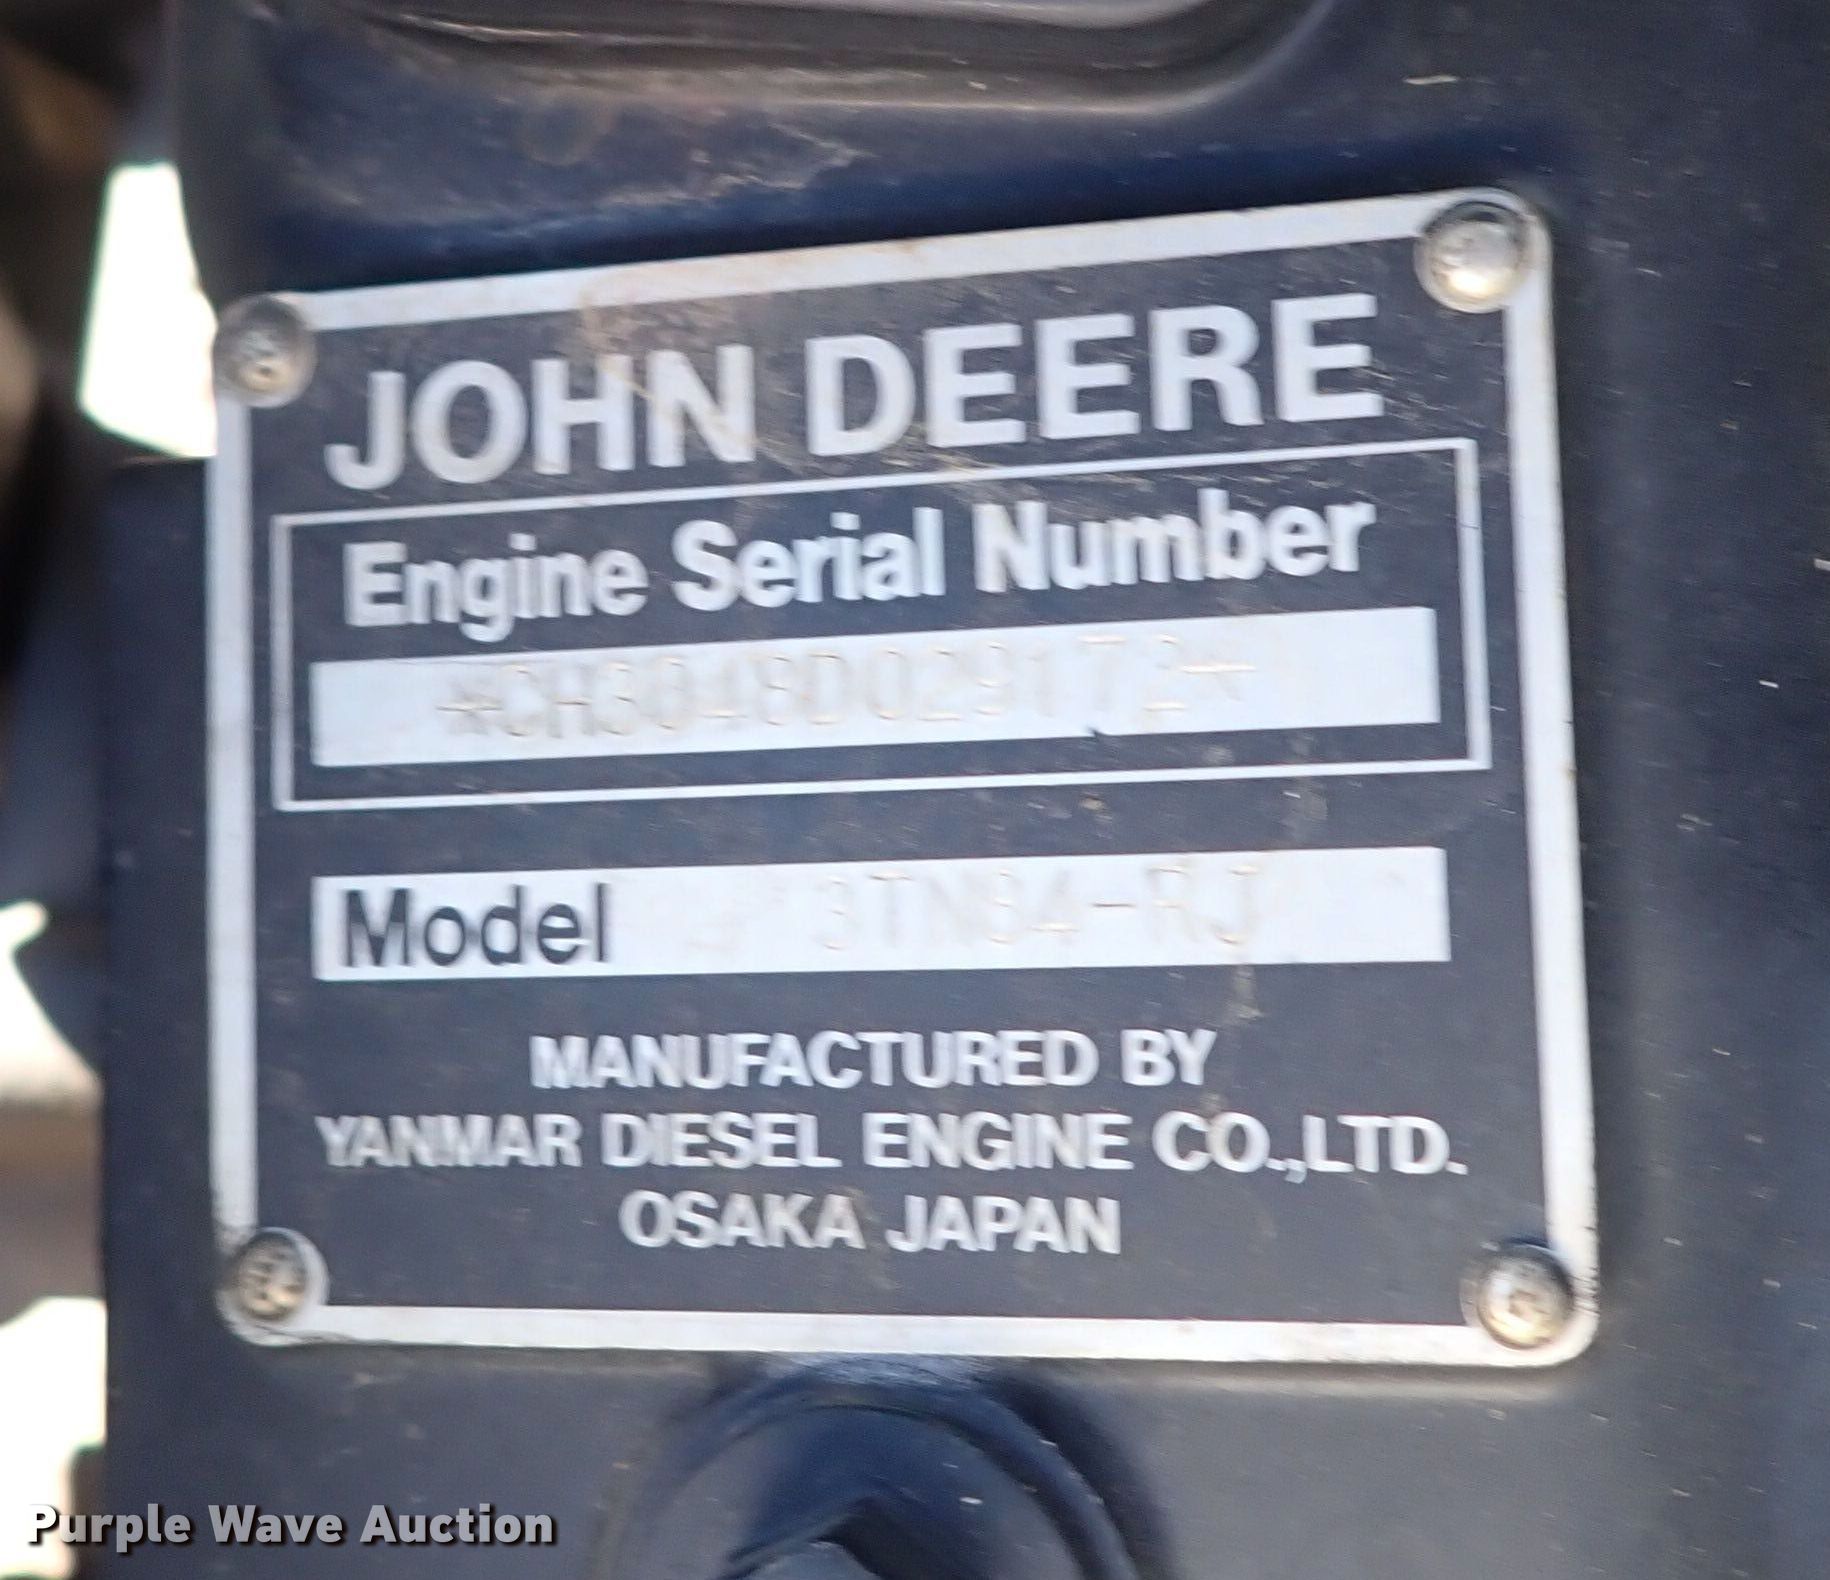 JOHN DEERE
Engine Serial Number
*CH3048D029172*
Model 3TN84-RJ
MANUFACTURED BY
YANMAR DIESEL ENGINE CO.,LTD.
OSAKA JAPAN
Purple Wave Auction